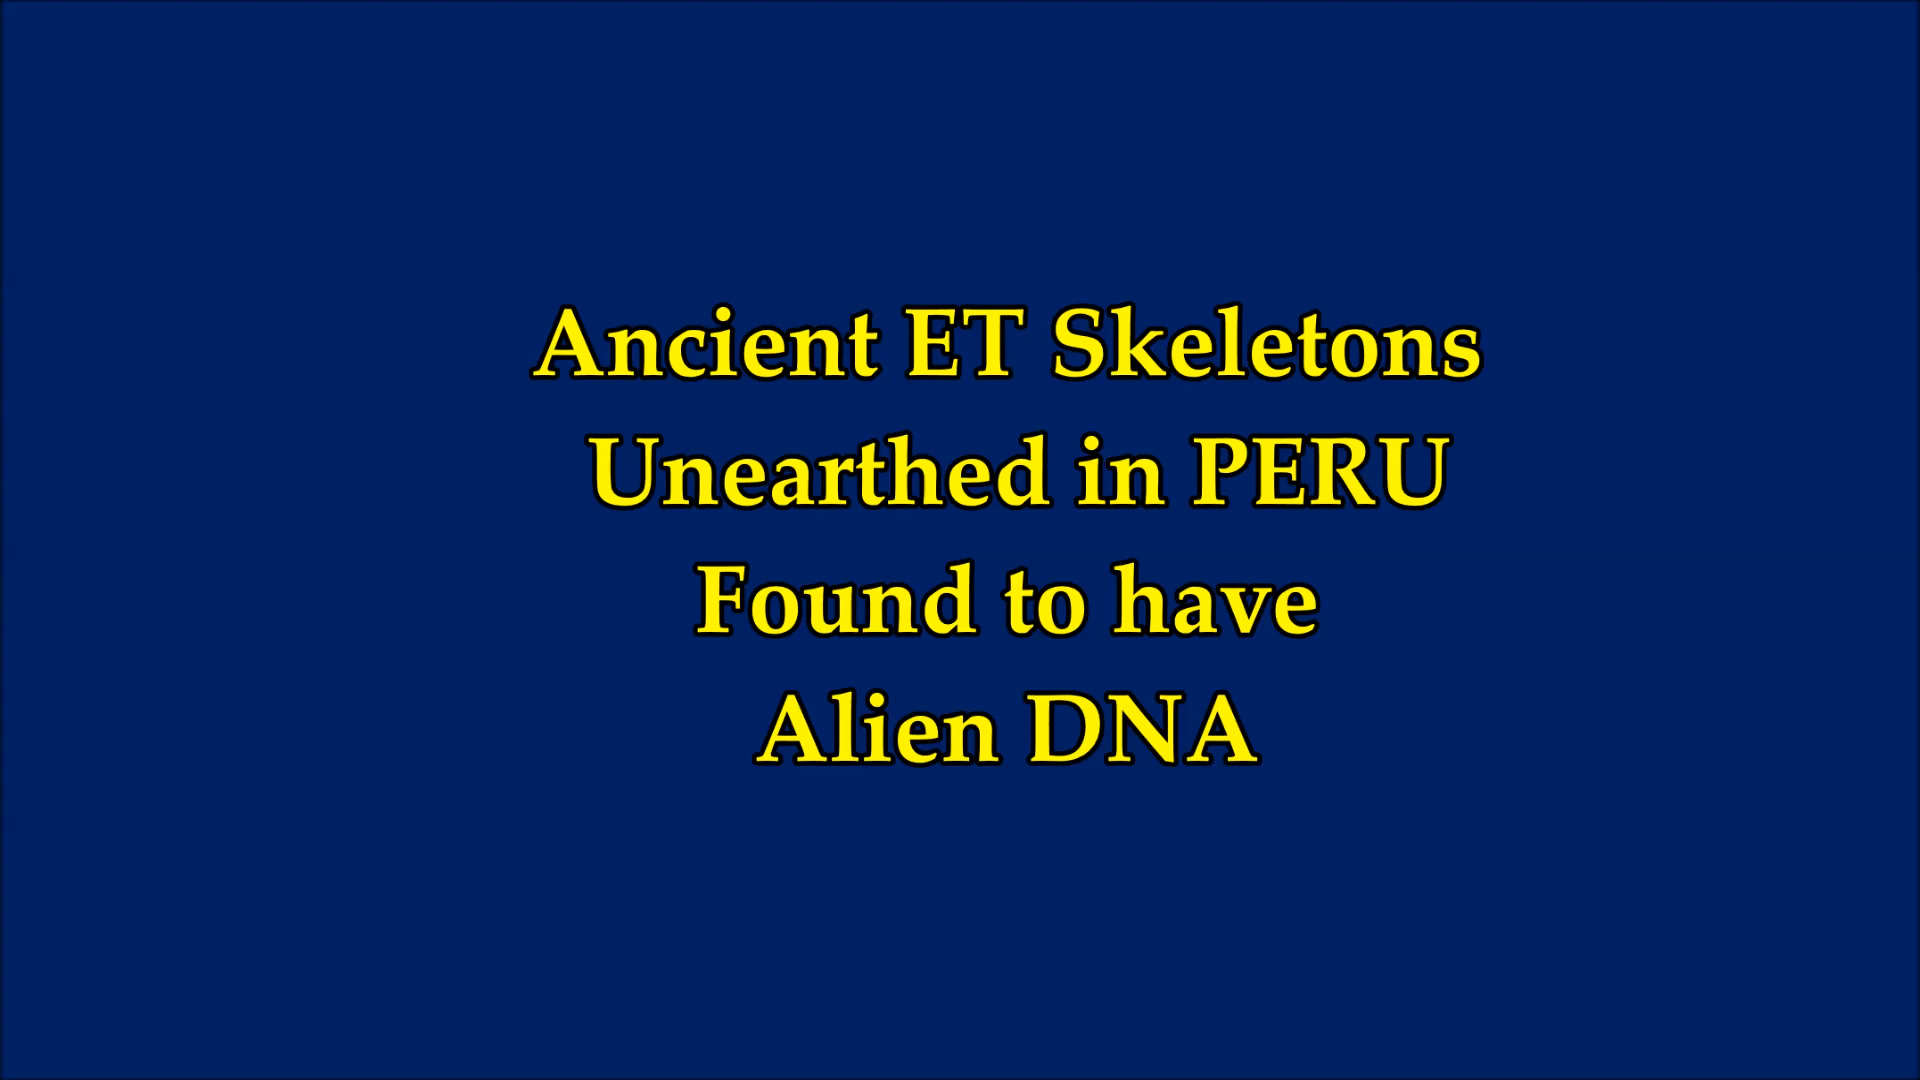 Ancient ET Skeletons
Unearthed in PERU
Found to have
Alien DNA